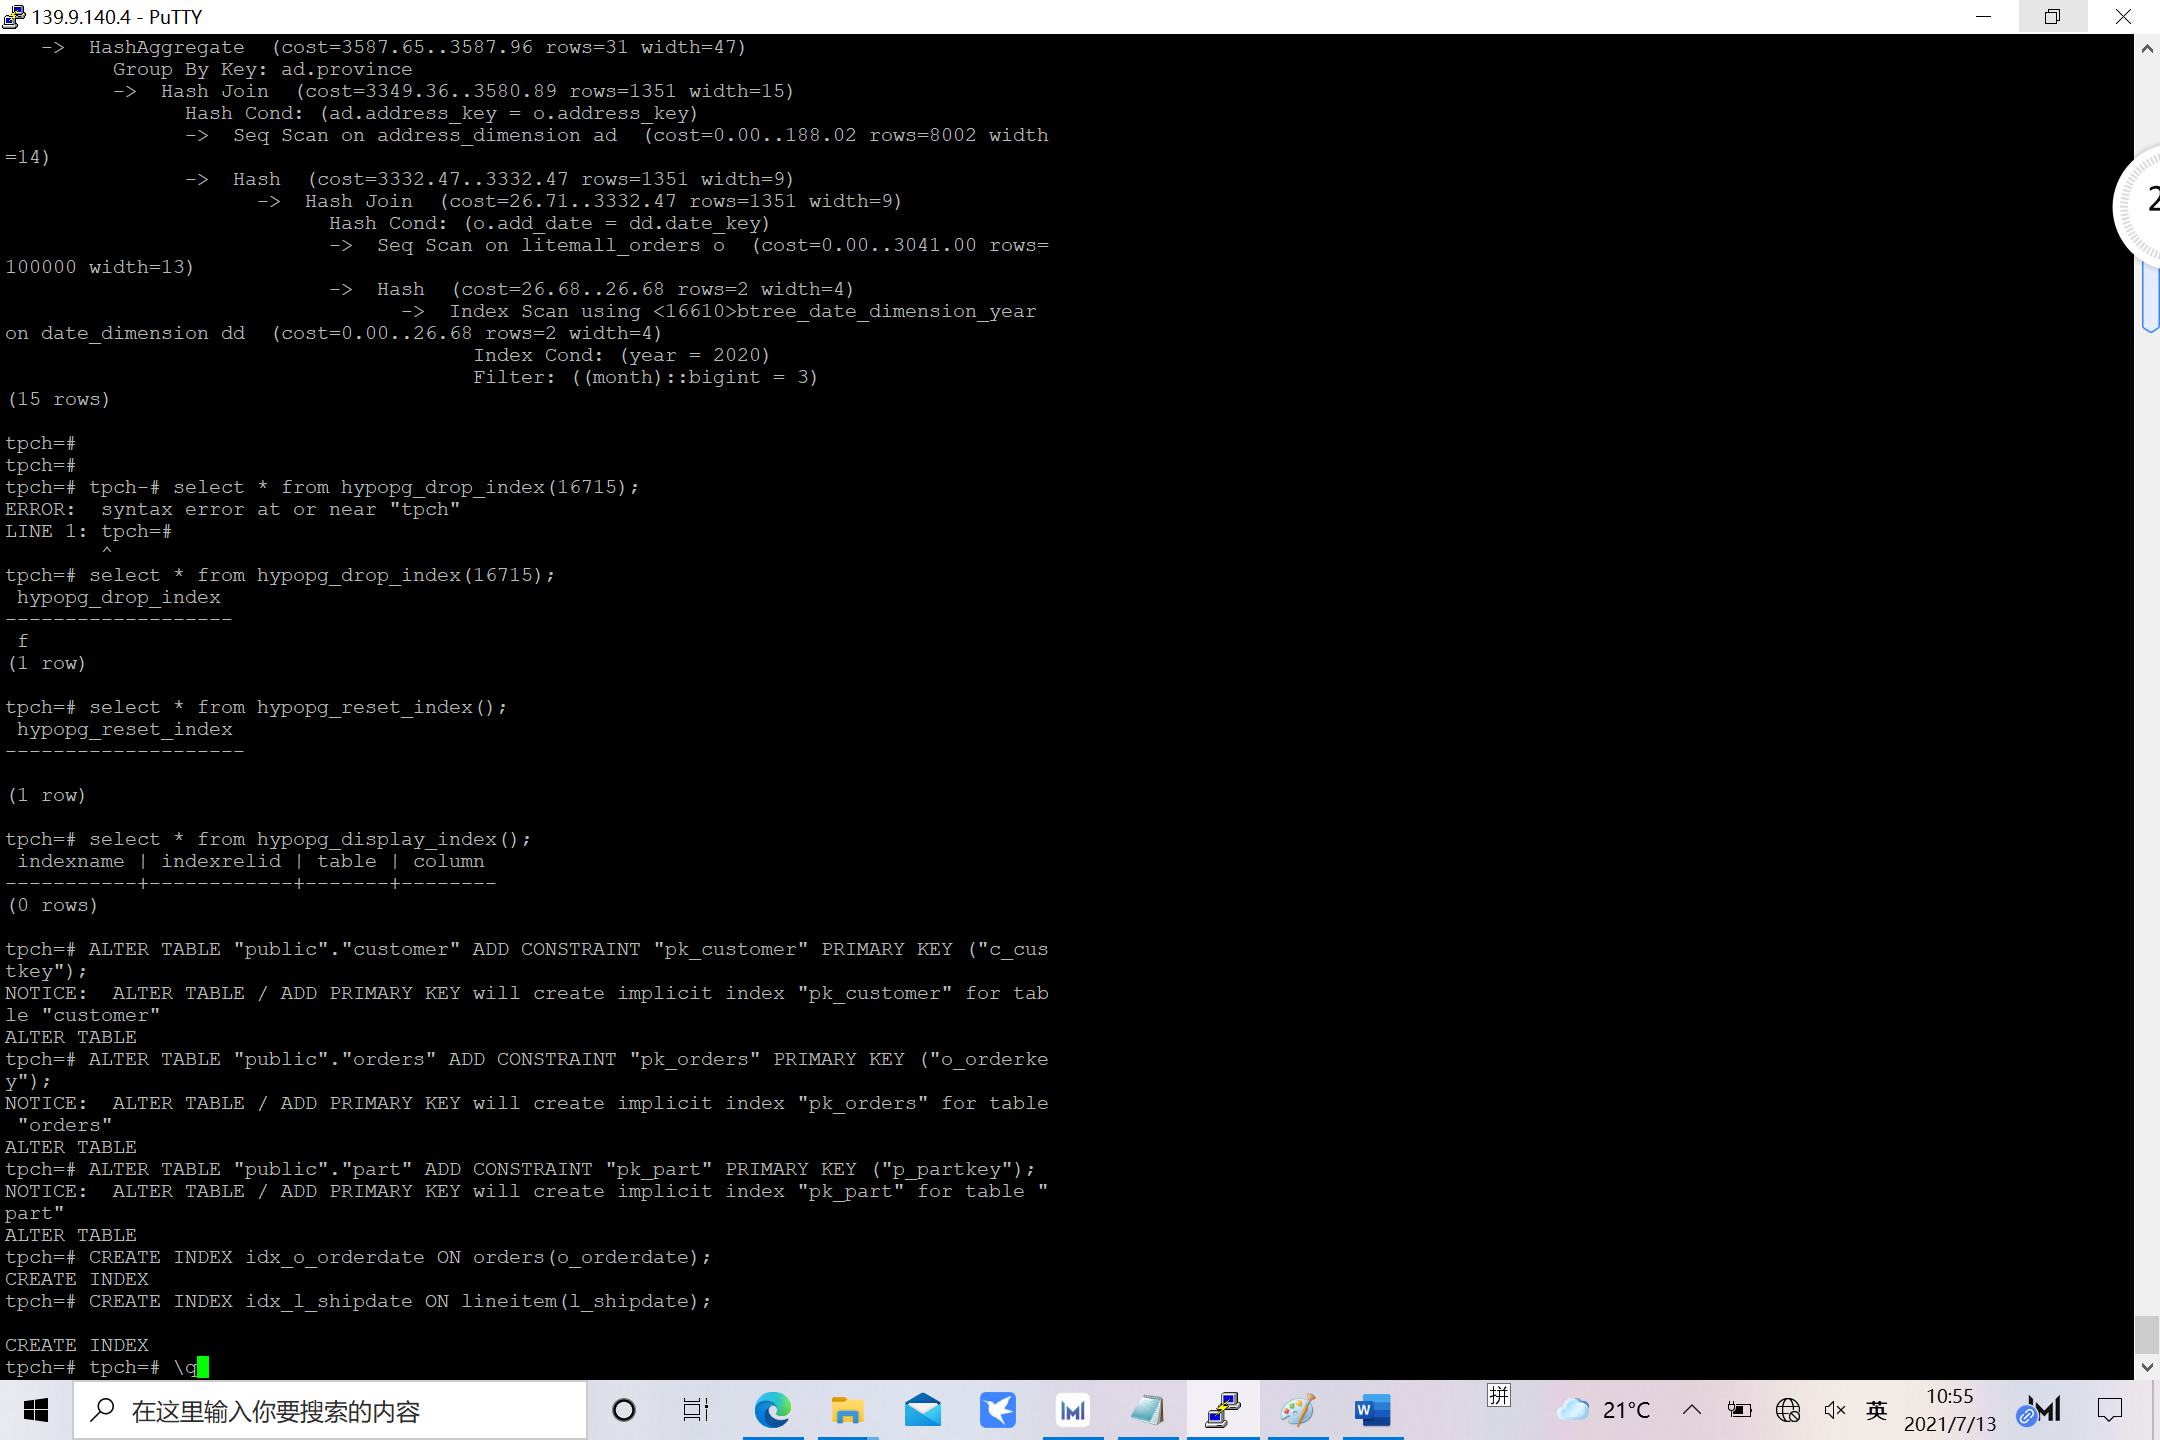 139.9.140.4 - PuTTY
->  HashAggregate  (cost=3587.65..3587.96 rows=31 width=47)
Group By Key: ad.province
->  Hash Join  (cost=3349.36..3580.89 rows=1351 width=15)
Hash Cond: (ad.address_key = o.address_key)
->  Seq Scan on address_dimension ad  (cost=0.00..188.02 rows=8002 width
=14)
->  Hash  (cost=3332.47..3332.47 rows=1351 width=9)
->  Hash Join  (cost=26.71..3332.47 rows=1351 width=9)
Hash Cond: (o.add_date = dd.date_key)
->  Seq Scan on litemall_orders o  (cost=0.00..3041.00 rows=
100000 width=13)
->  Hash  (cost=26.68..26.68 rows=2 width=4)
->  Index Scan using <16610>btree_date_dimension_year
on date_dimension dd  (cost=0.00..26.68 rows=2 width=4)
Index Cond: (year = 2020)
Filter: ((month)::bigint = 3)
(15 rows)
tpch=#
tpch=#
tpch=# tpch-# select * from hypopg_drop_index(16715);
ERROR:  syntax error at or near "tpch"
LINE 1: tpch=#
^
tpch=# select * from hypopg_drop_index(16715);
hypopg_drop_index
-------------------
f
(1 row)
tpch=# select * from hypopg_reset_index();
hypopg_reset_index
--------------------
(1 row)
tpch=# select * from hypopg_display_index();
indexname | indexrelid | table | column
-----------+------------+-------+--------
(0 rows)
tpch=# ALTER TABLE "public"."customer" ADD CONSTRAINT "pk_customer" PRIMARY KEY ("c_cus
tkey");
NOTICE:  ALTER TABLE / ADD PRIMARY KEY will create implicit index "pk_customer" for tab
le "customer"
ALTER TABLE
tpch=# ALTER TABLE "public"."orders" ADD CONSTRAINT "pk_orders" PRIMARY KEY ("o_orderke
y");
NOTICE:  ALTER TABLE / ADD PRIMARY KEY will create implicit index "pk_orders" for table
"orders"
ALTER TABLE
tpch=# ALTER TABLE "public"."part" ADD CONSTRAINT "pk_part" PRIMARY KEY ("p_partkey");
NOTICE:  ALTER TABLE / ADD PRIMARY KEY will create implicit index "pk_part" for table "
part"
ALTER TABLE
tpch=# CREATE INDEX idx_o_orderdate ON orders(o_orderdate);
CREATE INDEX
tpch=# CREATE INDEX idx_l_shipdate ON lineitem(l_shipdate);
CREATE INDEX
tpch=# tpch=# \q
2
在这里输入你要搜索的内容
拼
21°C
英
10:55
2021/7/13